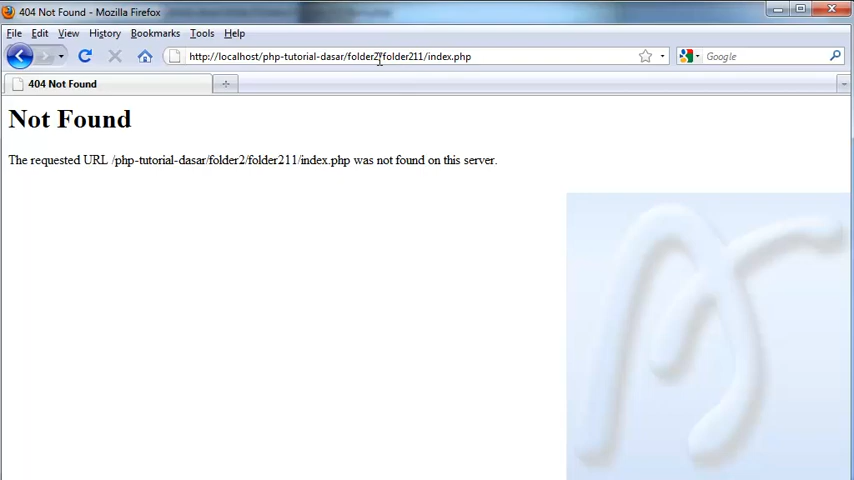 404 Not Found - Mozilla Firefox
File Edit View History Bookmarks Tools Help
http://localhost/php-tutorial-dasar/folder2/folder211/index.php
Google
404 Not Found
Not Found
The requested URL /php-tutorial-dasar/folder2/folder211/index.php was not found on this server.